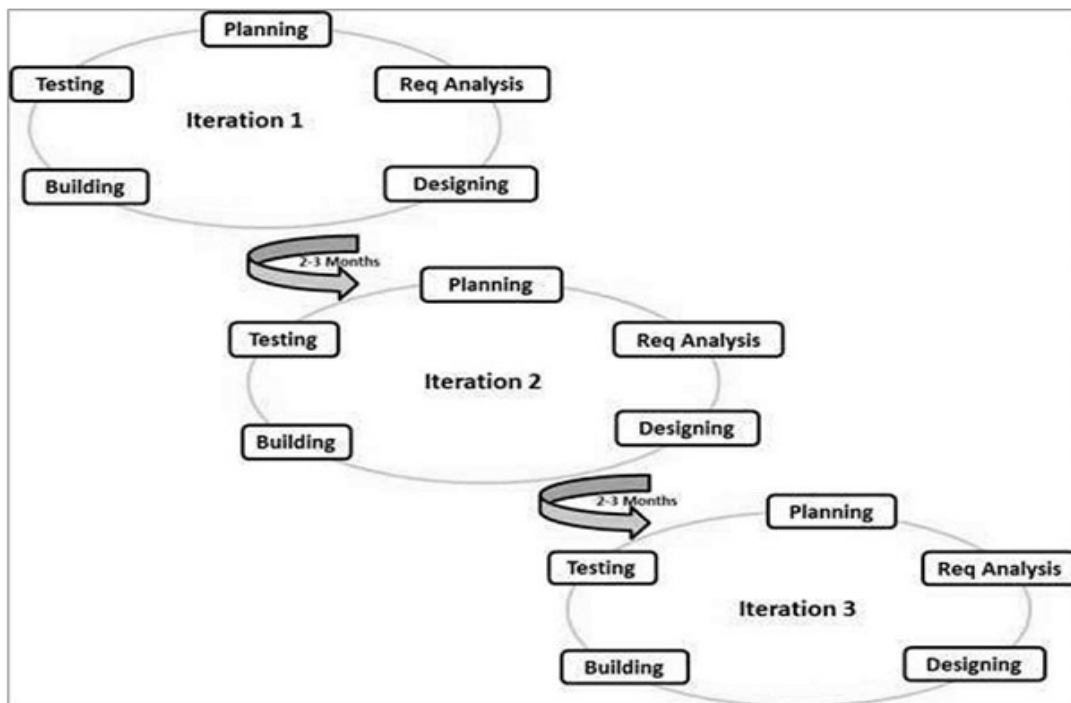 Planning
Testing
Req Analysis
Iteration 1
Building
Designing
2-3 Months
Planning
Testing
Req Analysis
Iteration 2
Building
Designing
2-3 Months
Planning
Testing
Req Analysis
Iteration 3
Building
Designing